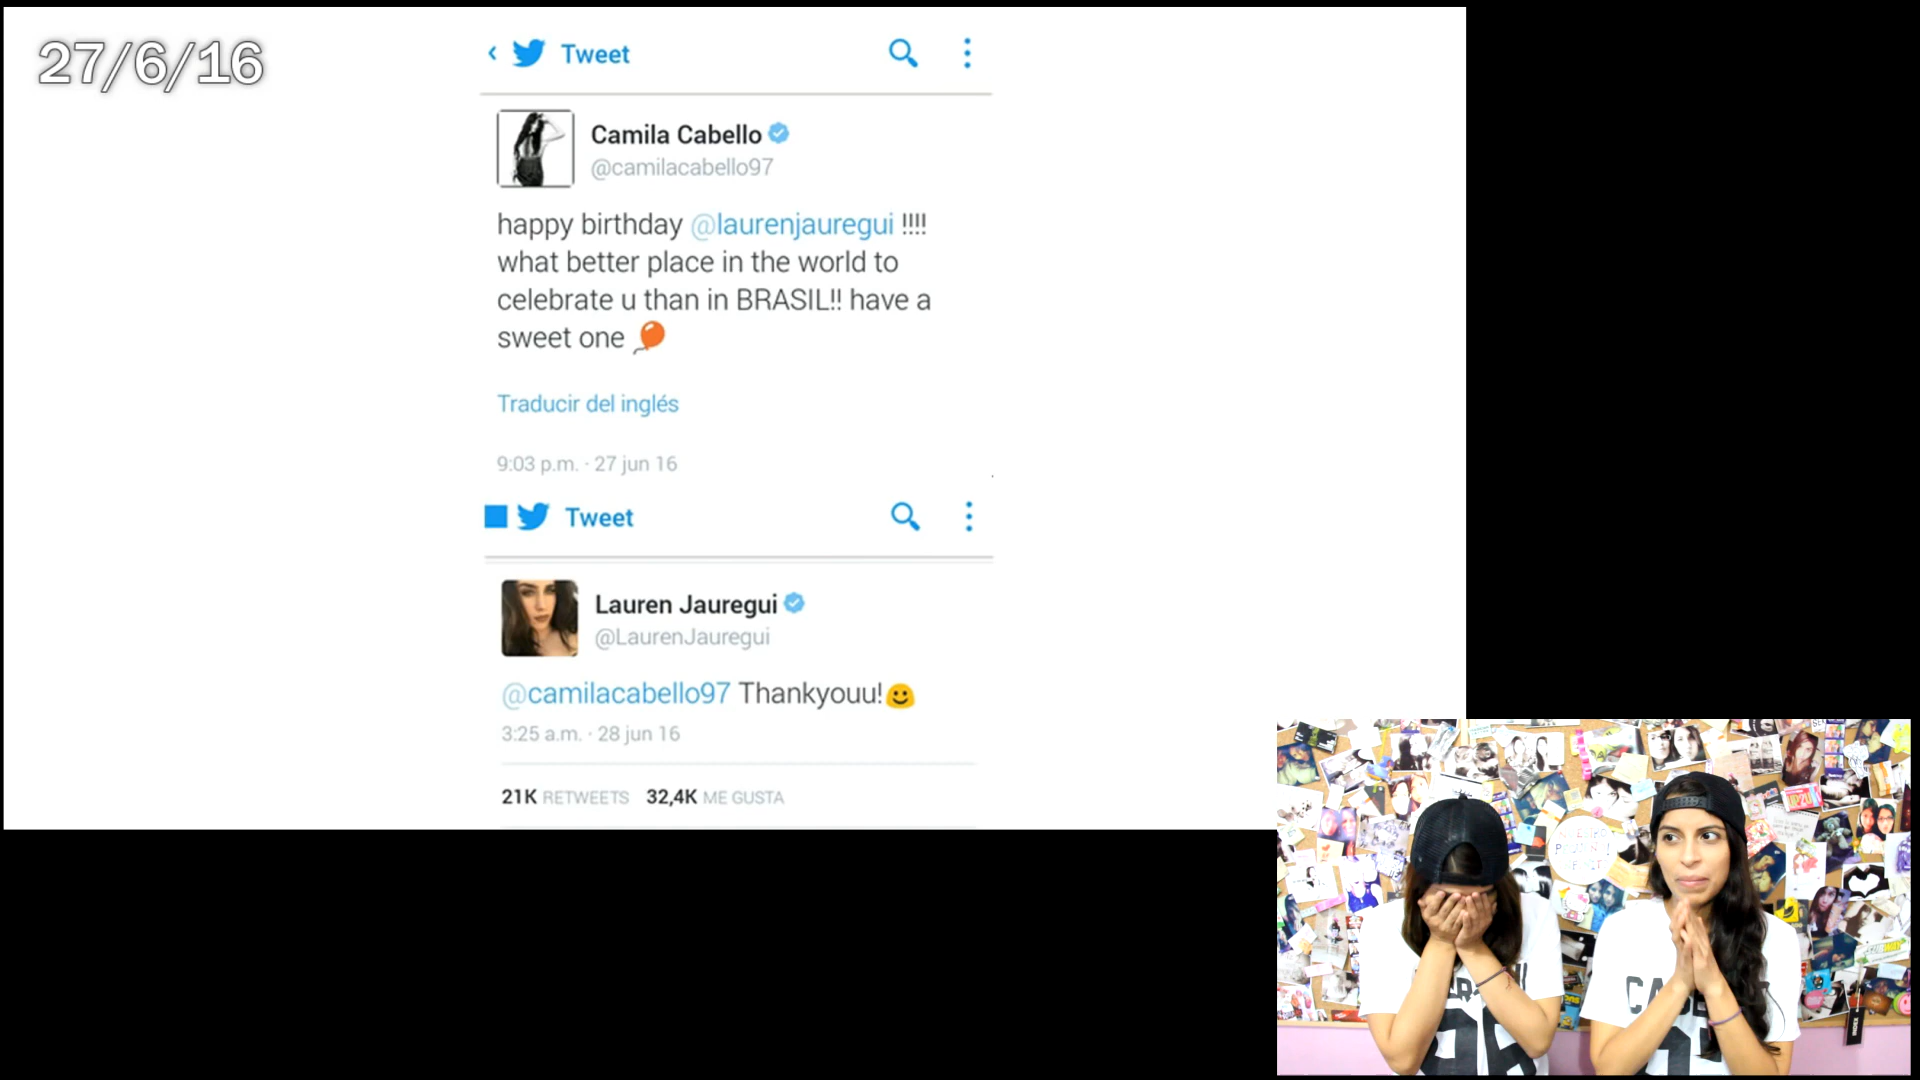 27/6/16
Tweet
Camila Cabello
@camilacabello97
happy birthday @laurenjauregui !!!!
what better place in the world to
celebrate u than in BRASIL!! have a
sweet one
Traducir del inglés
9:03 p.m. · 27 jun 16
Tweet
Lauren Jauregui
@LaurenJauregui
@camilacabello97 Thankyouu!
3:25 a.m. · 28 jun 16
21K RETWEETS 32,4K ME GUSTA